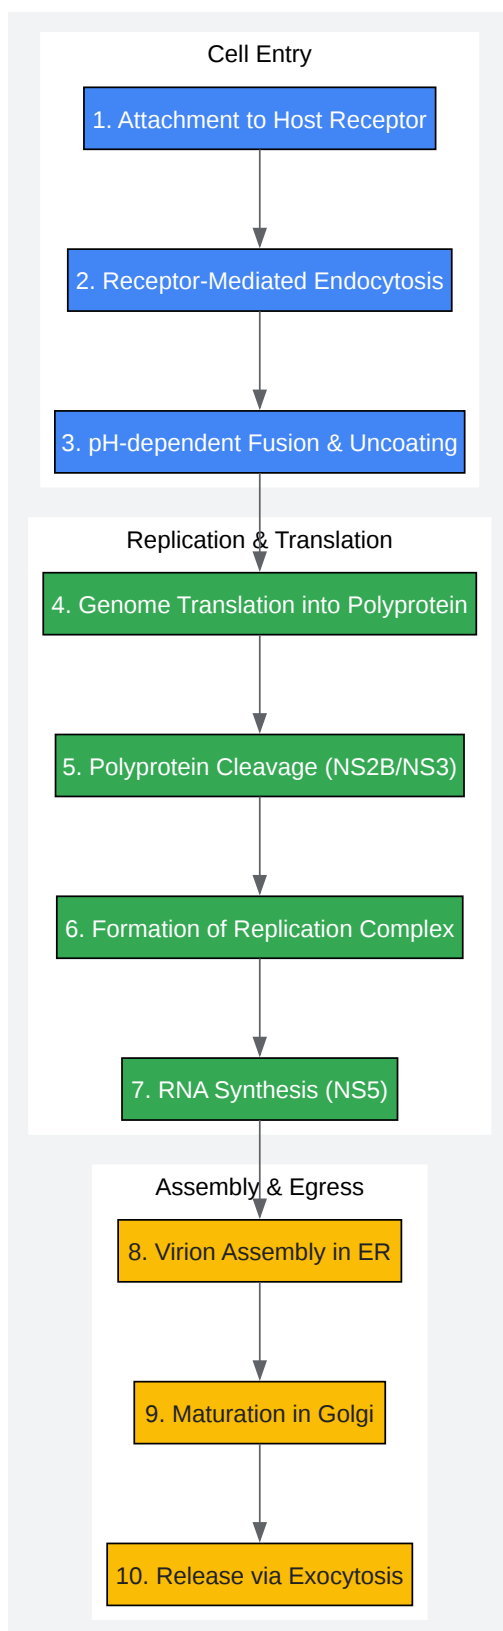 Cell Entry
1. Attachment to Host Receptor
2. Receptor-Mediated Endocytosis
3. pH-dependent Fusion & Uncoating
Replication & Translation
4. Genome Translation into Polyprotein
5. Polyprotein Cleavage (NS2B/NS3)
6. Formation of Replication Complex
7. RNA Synthesis (NS5)
Assembly & Egress
8. Virion Assembly in ER
9. Maturation in Golgi
10. Release via Exocytosis